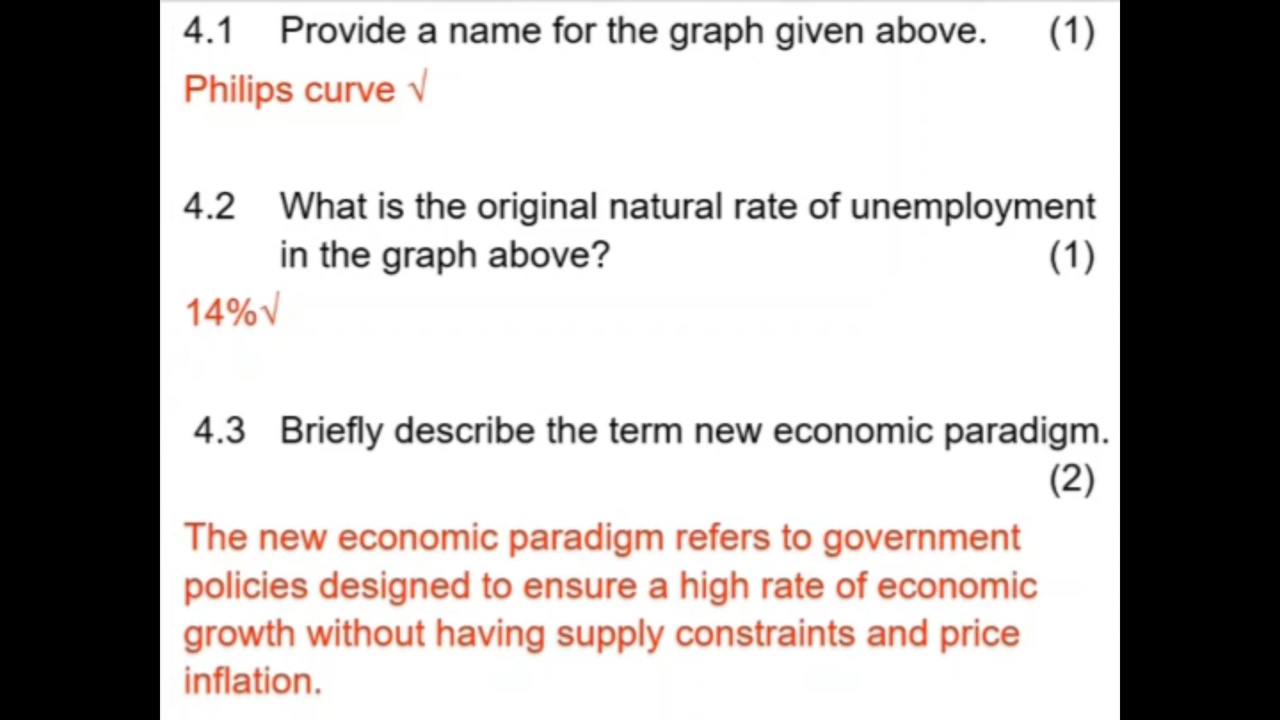 4.1 Provide a name for the graph given above. (1)
Philips curve √
4.2 What is the original natural rate of unemployment
in the graph above? (1)
14%√
4.3 Briefly describe the term new economic paradigm.
(2)
The new economic paradigm refers to government
policies designed to ensure a high rate of economic
growth without having supply constraints and price
inflation.